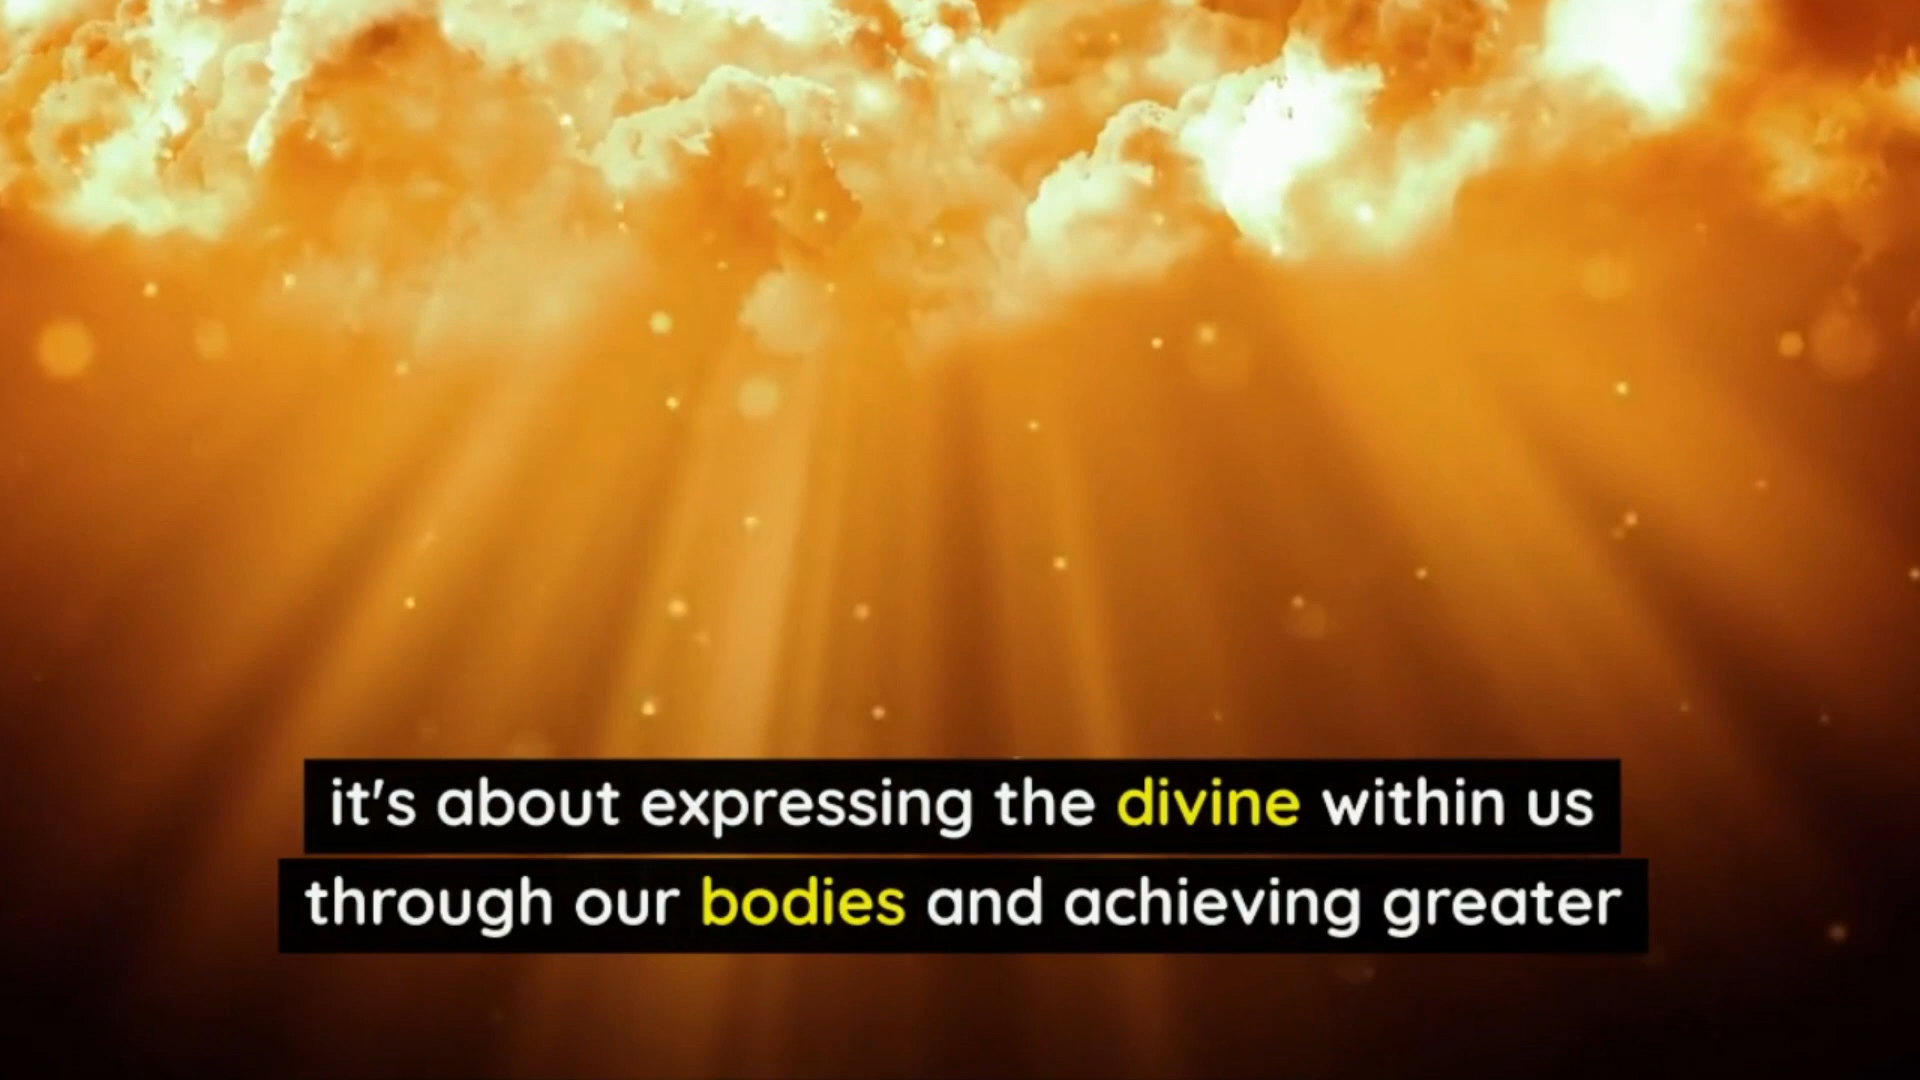 it's about expressing the divine within us
through our bodies and achieving greater